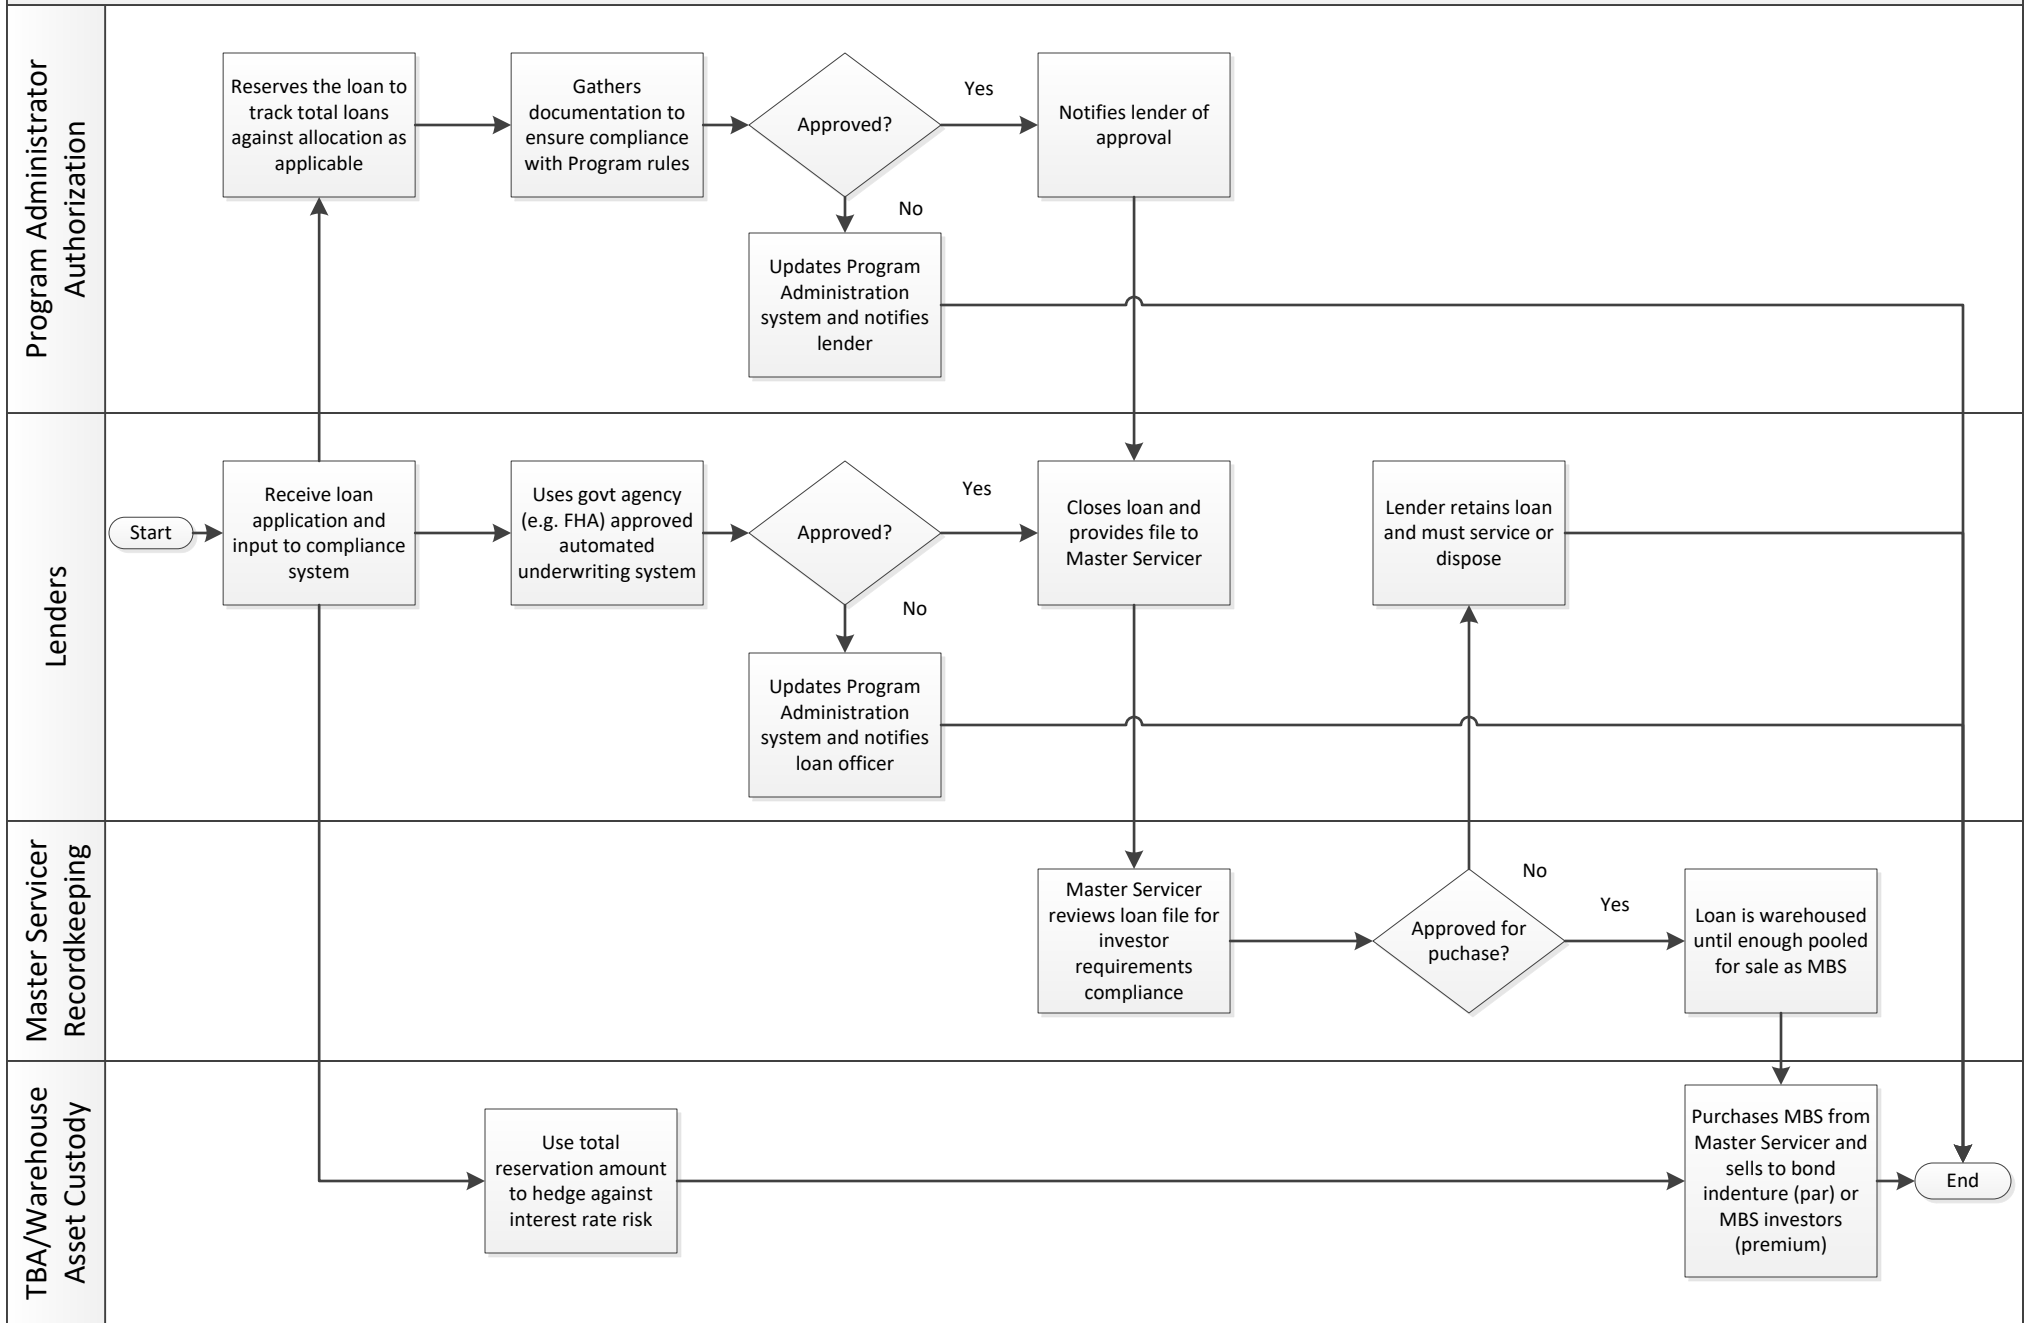 Program Administrator
Authorization
Reserves the loan to
track total loans
against allocation as
applicable
Gathers
documentation to
ensure compliance
with Program rules
Approved?
Yes
Notifies lender of
approval
No
Updates Program
Administration
system and notifies
lender
Lenders
Start
Receive loan
application and
input to compliance
system
Uses govt agency
(e.g. FHA) approved
automated
underwriting system
Approved?
Yes
Closes loan and
provides file to
Master Servicer
Lender retains loan
and must service or
dispose
No
Updates Program
Administration
system and notifies
loan officer
Master Servicer
Recordkeeping
Master Servicer
reviews loan file for
investor
requirements
compliance
Approved for
puchase?
No
Yes
Loan is warehoused
until enough pooled
for sale as MBS
TBA/Warehouse
Asset Custody
Use total
reservation amount
to hedge against
interest rate risk
Purchases MBS from
Master Servicer and
sells to bond
indenture (par) or
MBS investors
(premium)
End